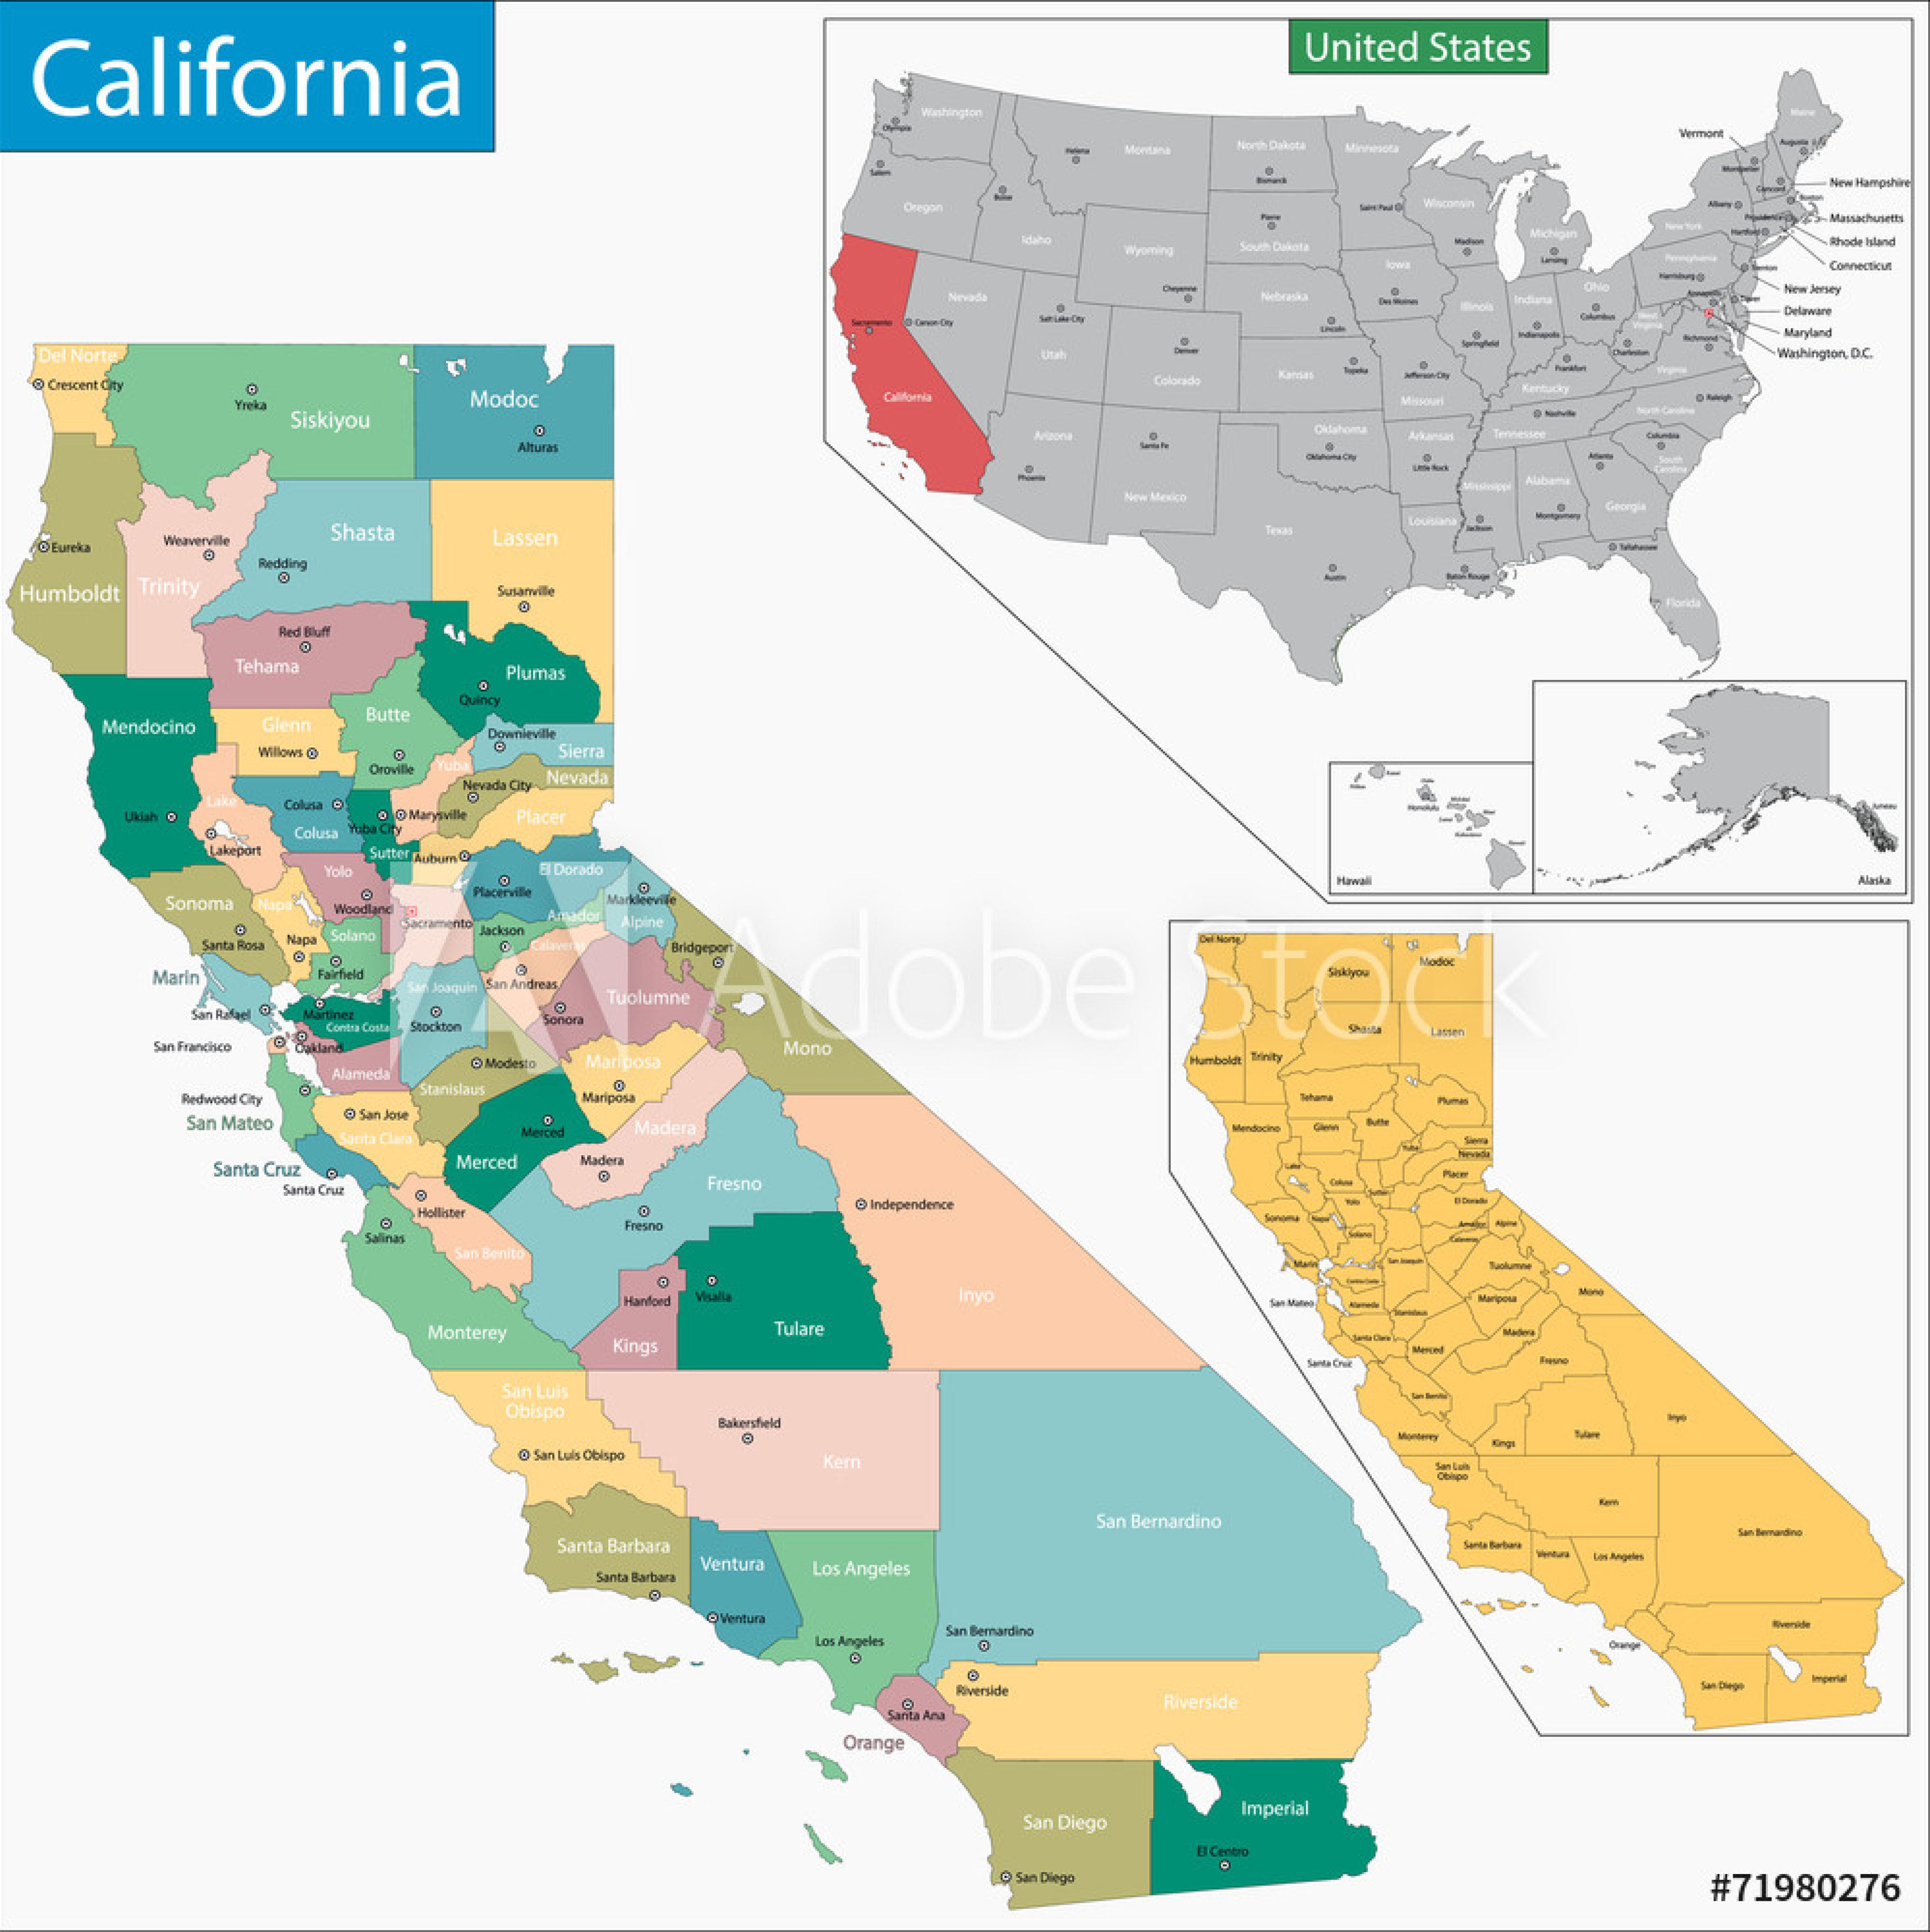 California
United States
Washington
Olympia
Salem
Oregon
Boise
Idaho
Helena
Montana
North Dakota
Bismarck
Pierre
South Dakota
Minnesota
Saint Paul
Wisconsin
Madison
Michigan
Lansing
Wyoming
Cheyenne
Nevada
Carson City
Sacramento
California
Salt Lake City
Utah
Denver
Colorado
Nebraska
Lincoln
Iowa
Des Moines
Illinois
Springfield
Indiana
Indianapolis
Ohio
Columbus
Kansas
Topeka
Jefferson City
Missouri
Kentucky
Frankfort
West
Virginia
Charleston
Virginia
Richmond
Pennsylvania
Harrisburg
New York
Albany
Vermont
Montpelier
Maine
Augusta
Concord
New Hampshire
Boston
Massachusetts
Providence
Rhode Island
Hartford
Connecticut
Trenton
New Jersey
Dover
Delaware
Annapolis
Maryland
Washington, D.C.
Arizona
Phoenix
Santa Fe
New Mexico
Oklahoma
Oklahoma City
Texas
Austin
Arkansas
Little Rock
Louisiana
Baton Rouge
Mississippi
Jackson
Tennessee
Nashville
Alabama
Montgomery
Georgia
Atlanta
North Carolina
Raleigh
South
Carolina
Columbia
Tallahassee
Florida
Honolulu
Hawaii
Juneau
Alaska
Del Norte
Crescent City
Yreka
Siskiyou
Modoc
Alturas
Eureka
Humboldt
Weaverville
Trinity
Shasta
Redding
Lassen
Susanville
Red Bluff
Tehama
Plumas
Quincy
Mendocino
Ukiah
Glenn
Willows
Butte
Oroville
Downieville
Sierra
Yuba
Nevada City
Nevada
Lake
Lakeport
Colusa
Colusa
Yuba City
Marysville
Sutter
Placer
Auburn
Yolo
Woodland
El Dorado
Placerville
Sonoma
Santa Rosa
Napa
Napa
Solano
Fairfield
Sacramento
Amador
Jackson
Markleeville
Alpine
Calaveras
San Andreas
Bridgeport
Mono
Marin
San Rafael
Martinez
Contra Costa
San Joaquin
Stockton
Tuolumne
Sonora
San Francisco
Oakland
Alameda
Modesto
Stanislaus
Mariposa
Mariposa
Redwood City
San Mateo
San Jose
Santa Clara
Merced
Merced
Madera
Madera
Santa Cruz
Santa Cruz
Hollister
San Benito
Salinas
Monterey
Fresno
Fresno
Independence
Inyo
Hanford
Kings
Visalia
Tulare
San Luis
Obispo
San Luis Obispo
Bakersfield
Kern
San Bernardino
San Bernardino
Santa Barbara
Santa Barbara
Ventura
Ventura
Los Angeles
Los Angeles
Santa Ana
Orange
Riverside
Riverside
San Diego
San Diego
Imperial
El Centro
Adobe Stock
Del Norte
Siskiyou
Modoc
Shasta
Lassen
Humboldt
Trinity
Tehama
Plumas
Mendocino
Glenn
Butte
Sierra
Yuba
Nevada
Lake
Colusa
Placer
Sutter
Yolo
El Dorado
Sonoma
Napa
Solano
Amador
Alpine
Calaveras
Marin
San Joaquin
Contra Costa
Tuolumne
Mono
San Mateo
Alameda
Stanislaus
Mariposa
Santa Clara
Merced
Madera
Santa Cruz
Fresno
San Benito
Monterey
Kings
Tulare
Inyo
San Luis
Obispo
Kern
San Bernardino
Santa Barbara
Ventura
Los Angeles
Orange
Riverside
San Diego
Imperial
#71980276